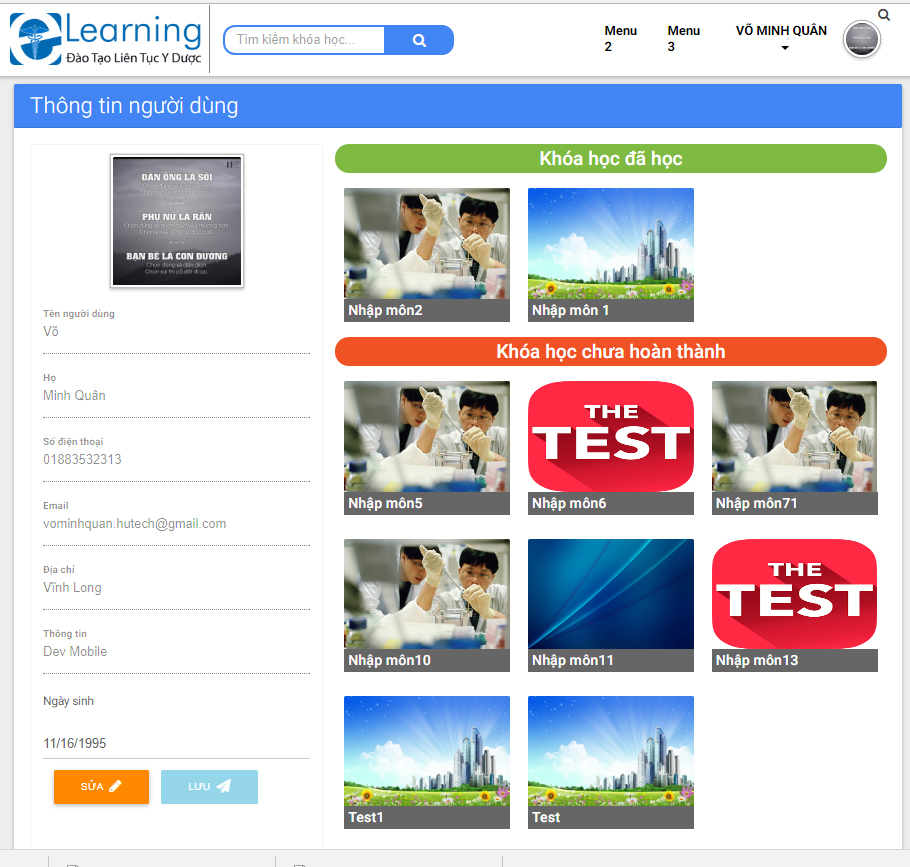 eLearning
Đào Tạo Liên Tục Y Dược
Tìm kiếm khóa học...
Menu 2
Menu 3
VÕ MINH QUÂN
Thông tin người dùng
ĐÀN ÔNG LÀ SÓI
PHỤ NỮ LÀ RẮN
BẠN BÈ LÀ CON ĐƯỜNG
Tên người dùng
Võ
Họ
Minh Quân
Số điện thoại
01883532313
Email
vominhquan.hutech@gmail.com
Địa chỉ
Vĩnh Long
Thông tin
Dev Mobile
Ngày sinh
11/16/1995
SỬA
LƯU
Khóa học đã học
Nhập môn2
Nhập môn 1
Khóa học chưa hoàn thành
THE
TEST
Nhập môn5
Nhập môn6
Nhập môn71
THE
TEST
Nhập môn10
Nhập môn11
Nhập môn13
Test1
Test